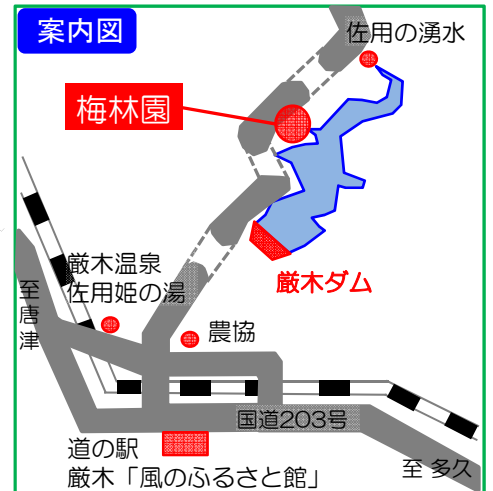 案内図
佐用の湧水
梅林園
厳木ダム
厳木温泉
佐用姫の湯
至唐津
農協
国道203号
道の駅
厳木「風のふるさと館」
至 多久